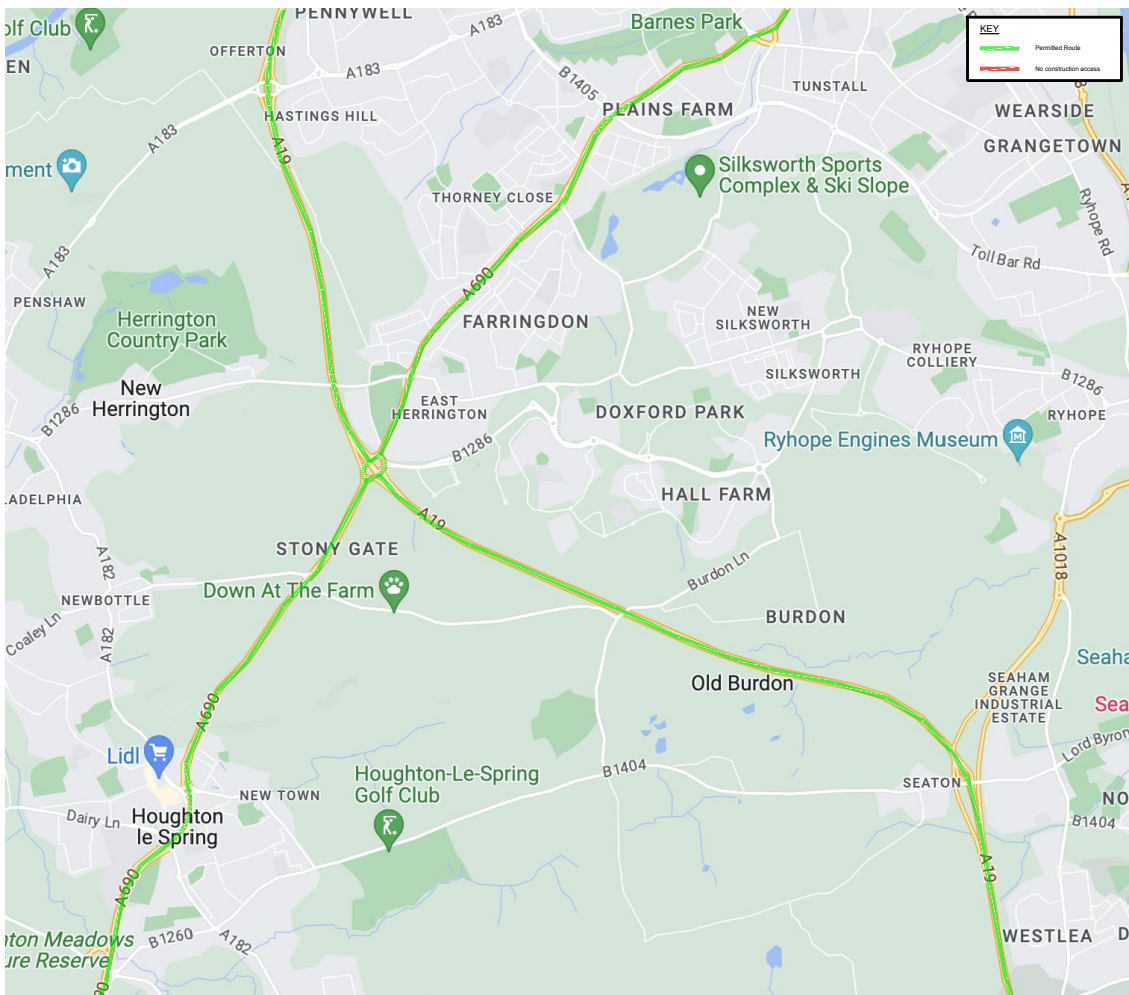 PENNYWELL
Barnes Park
olf Club
KEY
Permitted Route
No construction access
OFFERTON
A183
EN
A183
B1405
TUNSTALL
HASTINGS HILL
PLAINS FARM
WEARSIDE
A183
A19
GRANGETOWN
ment
Silksworth Sports
Complex & Ski Slope
THORNEY CLOSE
Ryhope Rd
A183
Toll Bar Rd
A690
PENSHAW
Herrington
Country Park
FARRINGDON
NEW
SILKSWORTH
RYHOPE
COLLIERY
SILKSWORTH
B1286
New
Herrington
EAST
HERRINGTON
DOXFORD PARK
RYHOPE
B1286
B1286
Ryhope Engines Museum
LADELPHIA
HALL FARM
A19
A1018
STONY GATE
A182
Burdon Ln
Down At The Farm
NEWBOTTLE
Coaley Ln
A182
BURDON
Seaha
Old Burdon
SEAHAM
GRANGE
INDUSTRIAL
ESTATE
A690
Sea
Lidl
Lord Byron
B1404
Houghton-Le-Spring
Golf Club
SEATON
NEW TOWN
NO
Dairy Ln
Houghton
le Spring
B1404
A690
A19
nton Meadows
ure Reserve
B1260
A182
WESTLEA
D
90